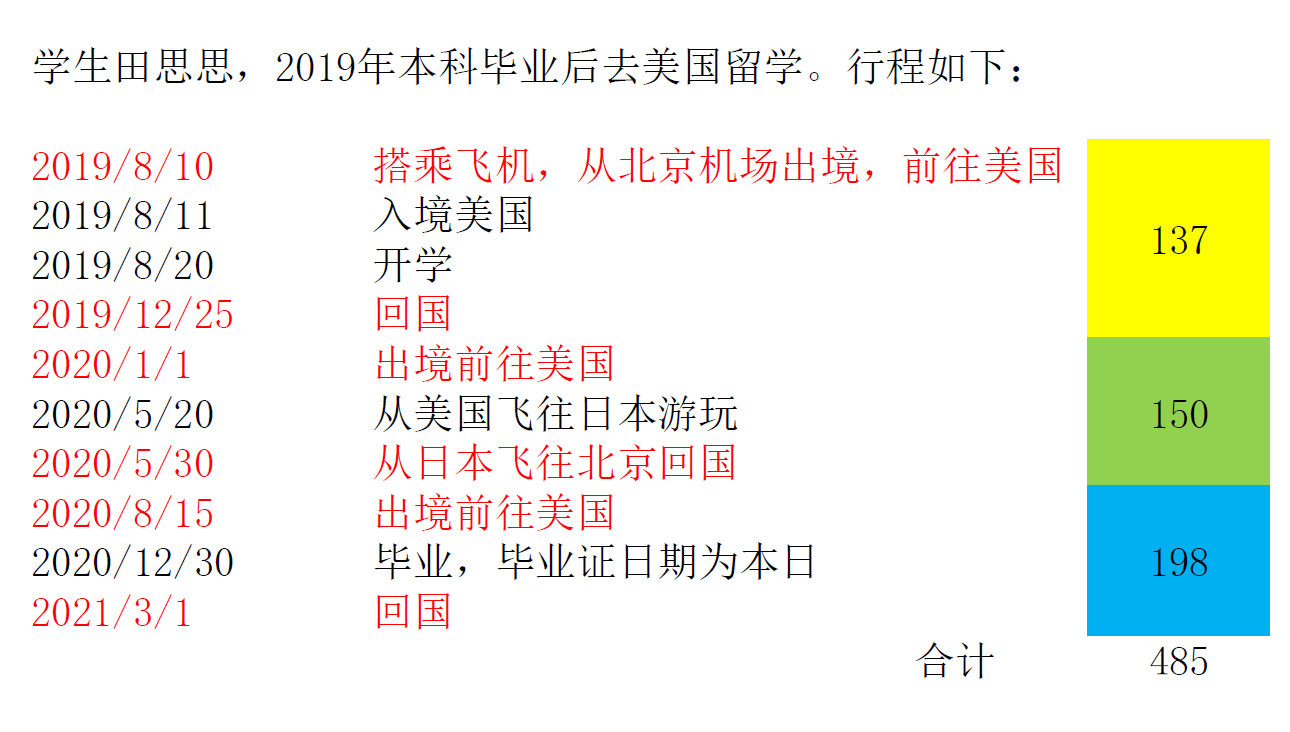 学生田思思，2019年本科毕业后去美国留学。行程如下：
2019/8/10 搭乘飞机，从北京机场出境，前往美国
2019/8/11 入境美国
137
2019/8/20 开学
2019/12/25 回国
2020/1/1 出境前往美国
2020/5/20 从美国飞往日本游玩 150
2020/5/30 从日本飞往北京回国
2020/8/15 出境前往美国
2020/12/30 毕业，毕业证日期为本日 198
2021/3/1 回国
合计 485